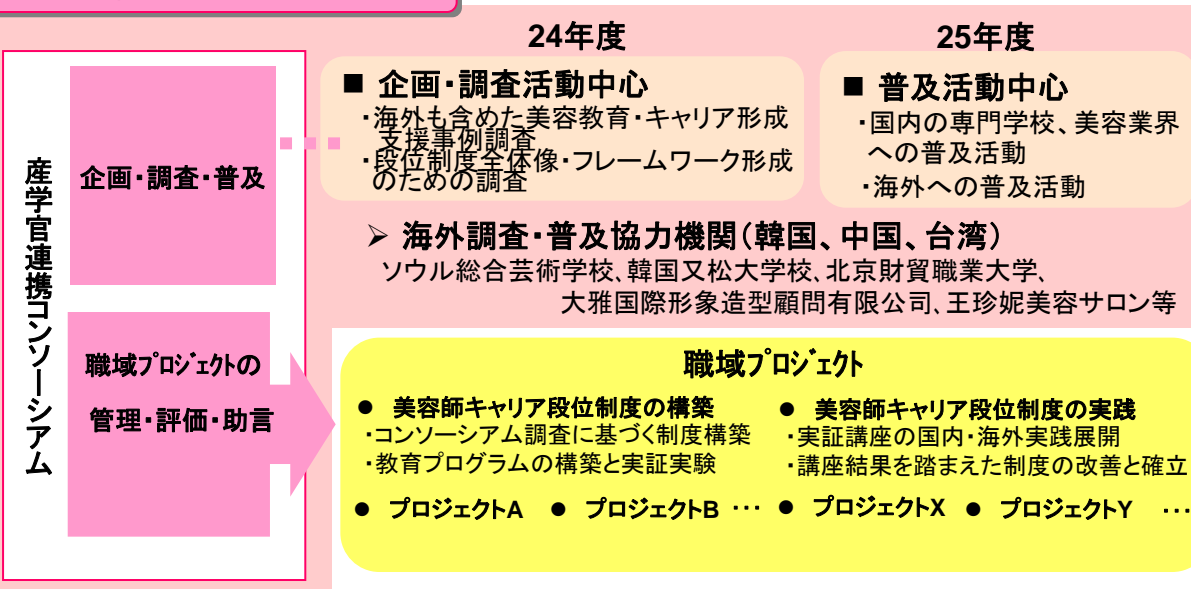 24年度
25年度
産学官連携コンソーシアム
企画・調査・普及
■ 企画・調査活動中心
・海外も含めた美容教育・キャリア形成
支援事例調査
・段位制度全体像・フレームワーク形成
のための調査
■ 普及活動中心
・国内の専門学校、美容業界
への普及活動
・海外への普及活動
➢ 海外調査・普及協力機関（韓国、中国、台湾）
ソウル総合芸術学校、韓国又松大学校、北京財貿職業大学、
大雅国際形象造型顧問有限公司、王珍妮美容サロン等
職域ﾌﾟﾛｼﾞｪｸﾄの
管理・評価・助言
職域ﾌﾟﾛｼﾞｪｸﾄ
● 美容師キャリア段位制度の構築
・コンソーシアム調査に基づく制度構築
・教育プログラムの構築と実証実験
● 美容師キャリア段位制度の実践
・実証講座の国内・海外実践展開
・講座結果を踏まえた制度の改善と確立
● プロジェクトA ● プロジェクトB ･･･ ● プロジェクトX ● プロジェクトY ･･･